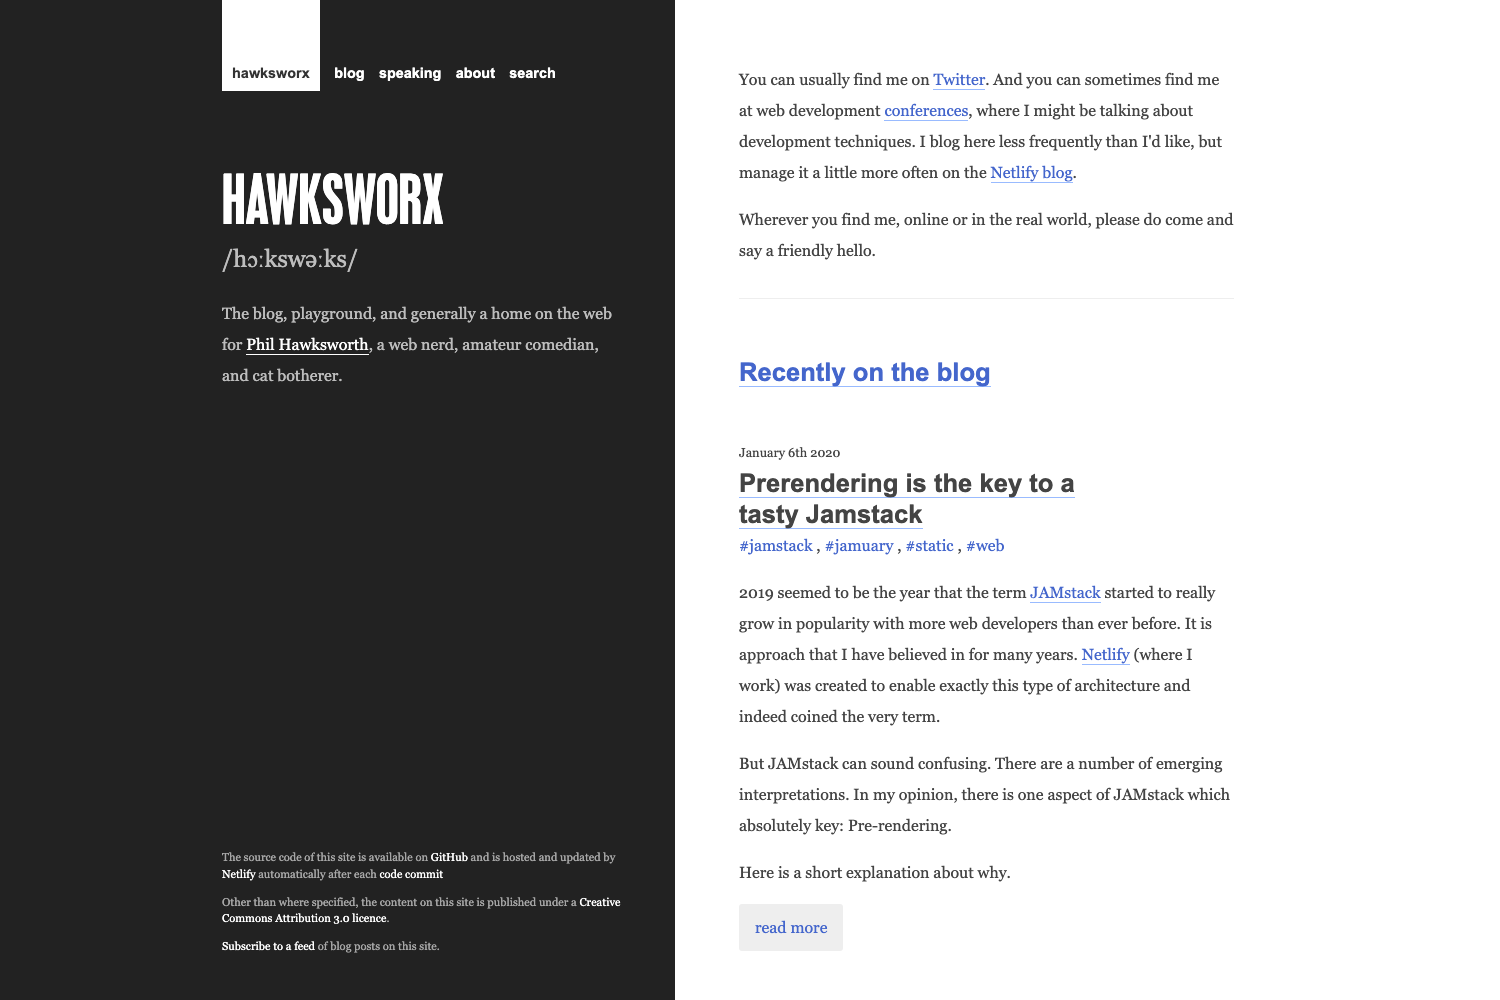 hawksworx blog speaking about search
HAWKSWORX
/hɔːkswəːks/
The blog, playground, and generally a home on the web
for Phil Hawksworth, a web nerd, amateur comedian,
and cat botherer.
The source code of this site is available on GitHub and is hosted and updated by
Netlify automatically after each code commit
Other than where specified, the content on this site is published under a Creative
Commons Attribution 3.0 licence.
Subscribe to a feed of blog posts on this site.
You can usually find me on Twitter. And you can sometimes find me
at web development conferences, where I might be talking about
development techniques. I blog here less frequently than I'd like, but
manage it a little more often on the Netlify blog.
Wherever you find me, online or in the real world, please do come and
say a friendly hello.
Recently on the blog
January 6th 2020
Prerendering is the key to a
tasty Jamstack
#jamstack , #jamuary , #static , #web
2019 seemed to be the year that the term JAMstack started to really
grow in popularity with more web developers than ever before. It is
approach that I have believed in for many years. Netlify (where I
work) was created to enable exactly this type of architecture and
indeed coined the very term.
But JAMstack can sound confusing. There are a number of emerging
interpretations. In my opinion, there is one aspect of JAMstack which
absolutely key: Pre-rendering.
Here is a short explanation about why.
read more